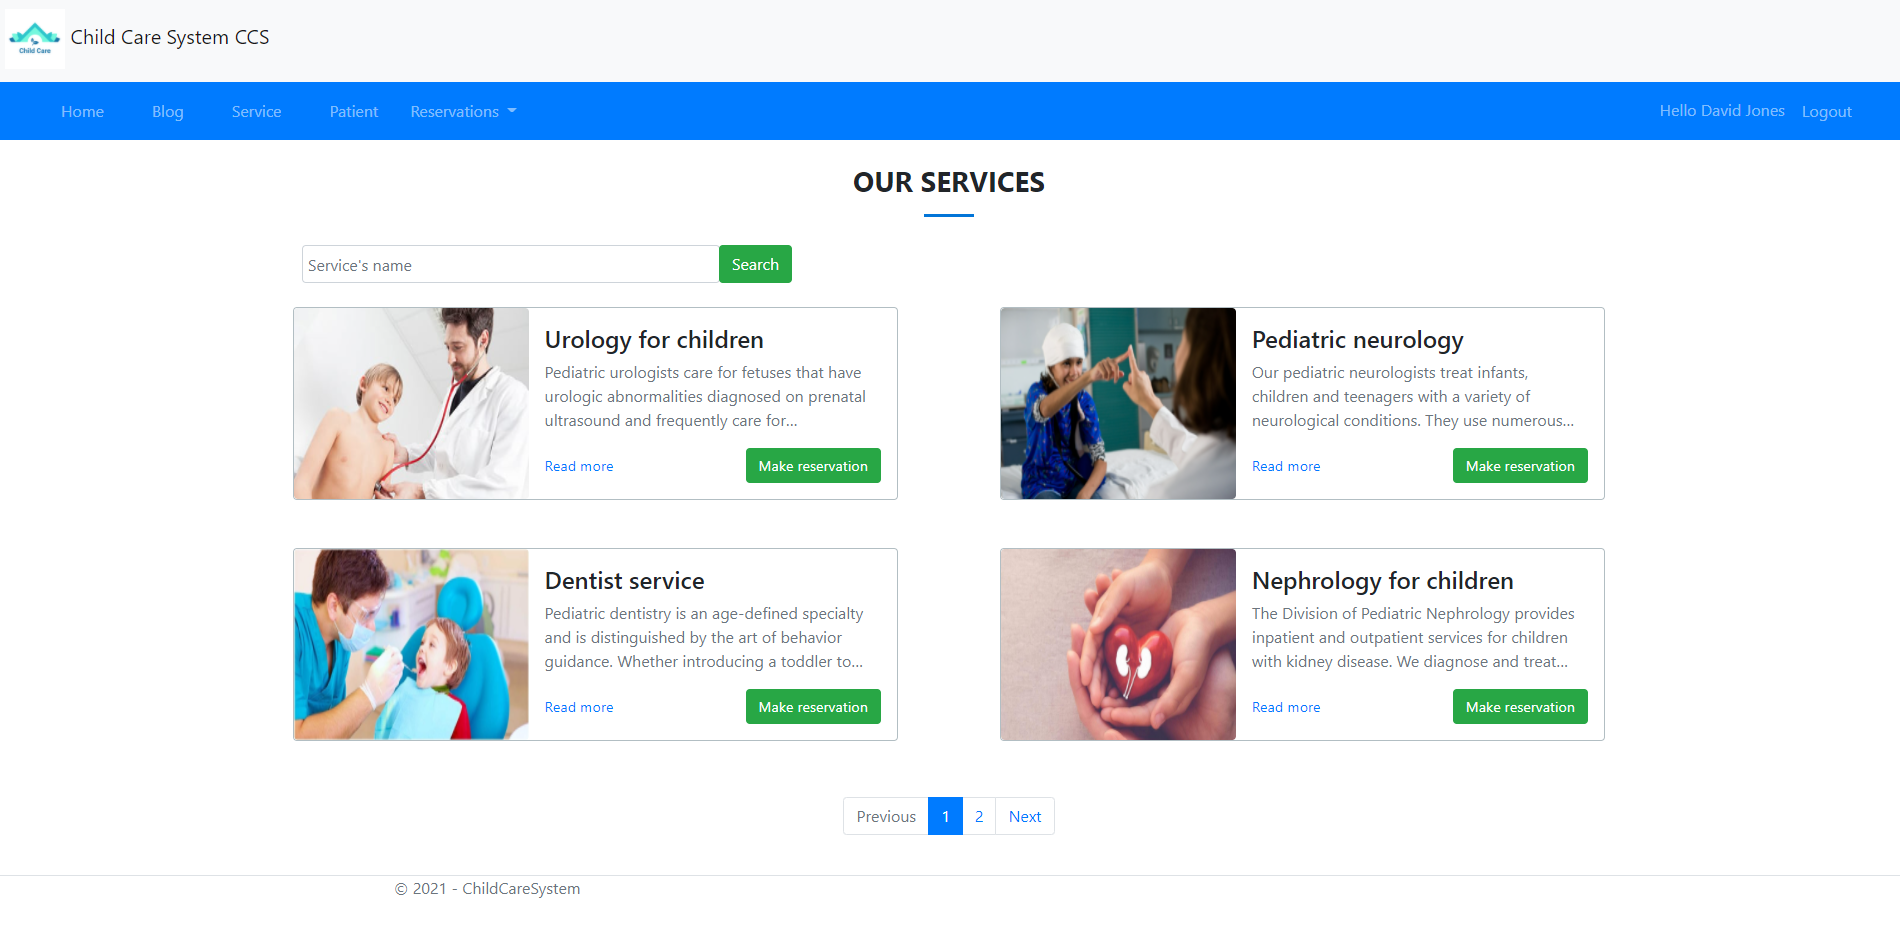 Child Care
Child Care System CCS
Home Blog Service Patient Reservations Hello David Jones Logout
OUR SERVICES
Service's name Search
Urology for children
Pediatric urologists care for fetuses that have
urologic abnormalities diagnosed on prenatal
ultrasound and frequently care for...
Read more Make reservation
Pediatric neurology
Our pediatric neurologists treat infants,
children and teenagers with a variety of
neurological conditions. They use numerous...
Read more Make reservation
Dentist service
Pediatric dentistry is an age-defined specialty
and is distinguished by the art of behavior
guidance. Whether introducing a toddler to...
Read more Make reservation
Nephrology for children
The Division of Pediatric Nephrology provides
inpatient and outpatient services for children
with kidney disease. We diagnose and treat...
Read more Make reservation
Previous 1 2 Next
© 2021 - ChildCareSystem